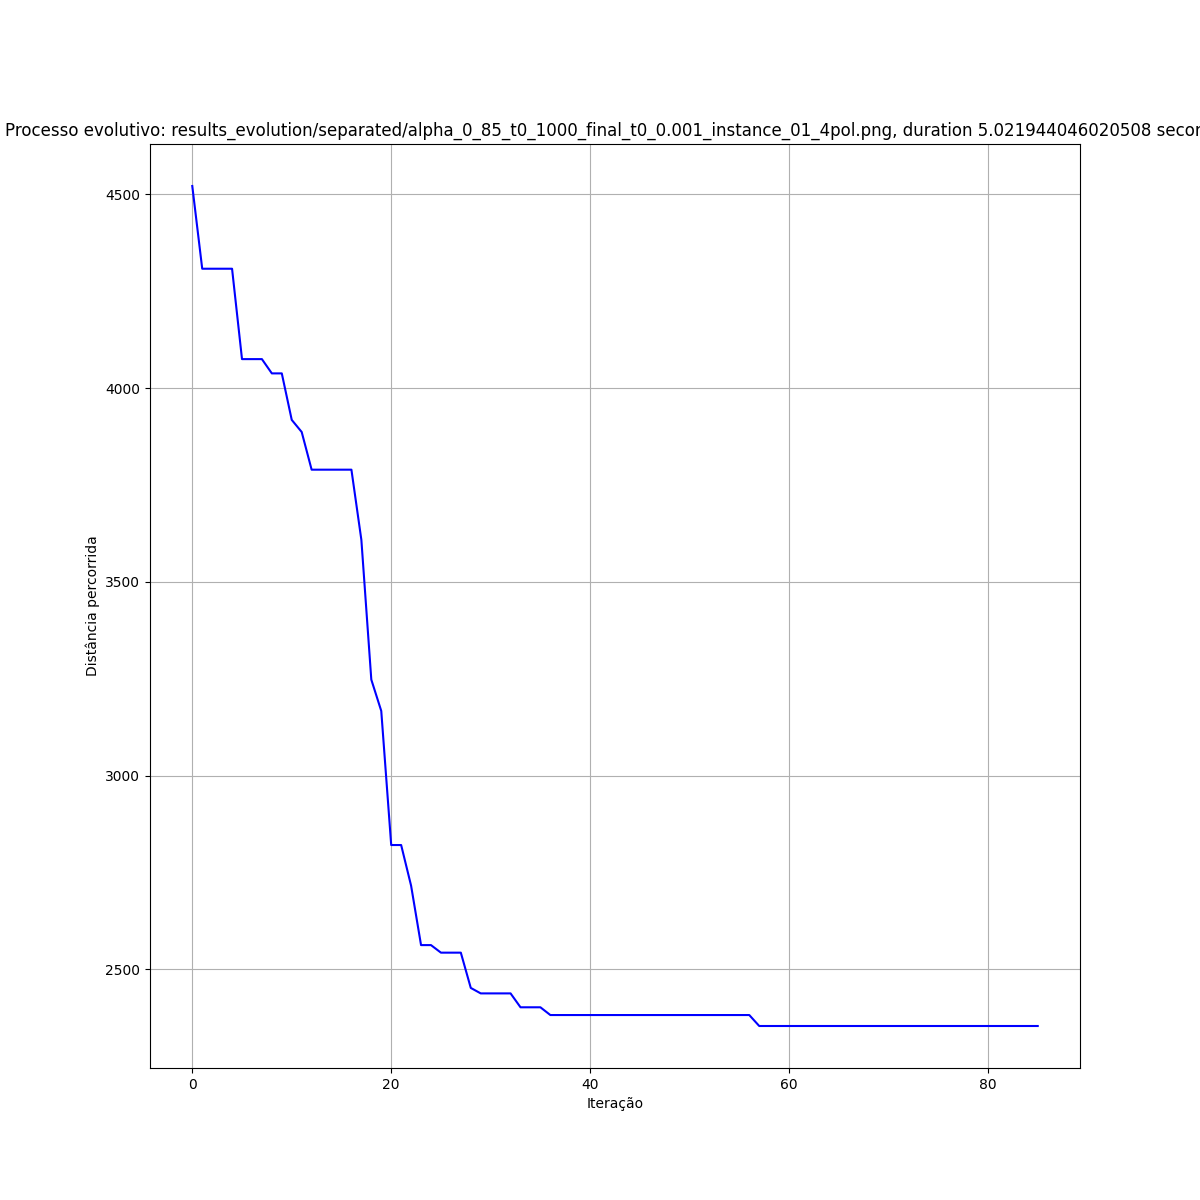 Processo evolutivo: results_evolution/separated/alpha_0_85_t0_1000_final_t0_0.001_instance_01_4pol.png, duration 5.021944046020508
4500
4000
3500
3000
2500
Distância percorrida
0 20 40 60 80
Iteração